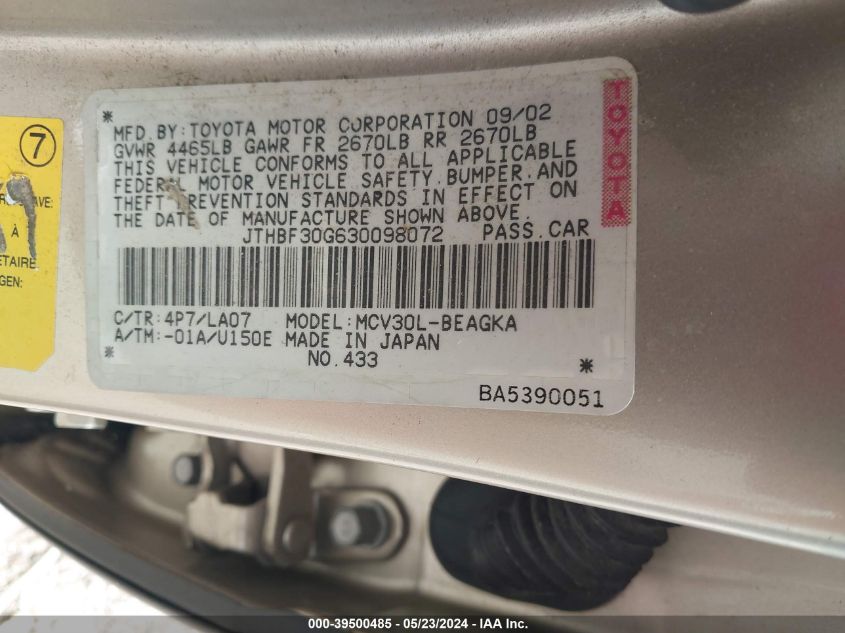 MFD. BY: TOYOTA MOTOR CORPORATION 09/02
GVWR 4465LB GAWR FR 2670LB RR 2670LB
THIS VEHICLE CONFORMS TO ALL APPLICABLE
FEDERAL MOTOR VEHICLE SAFETY, BUMPER, AND
THEFT PREVENTION STANDARDS IN EFFECT ON
THE DATE OF MANUFACTURE SHOWN ABOVE.
JTHBF30G630098072 PASS. CAR
C/TR: 4P7/LA07 MODEL: MCV30L-BEAGKA
A/TM: -01A/U150E MADE IN JAPAN
NO. 433
BA5390051
TOYOTA
7
À
ETAIRE
GEN:
000-39500485 - 05/23/2024 - IAA Inc.